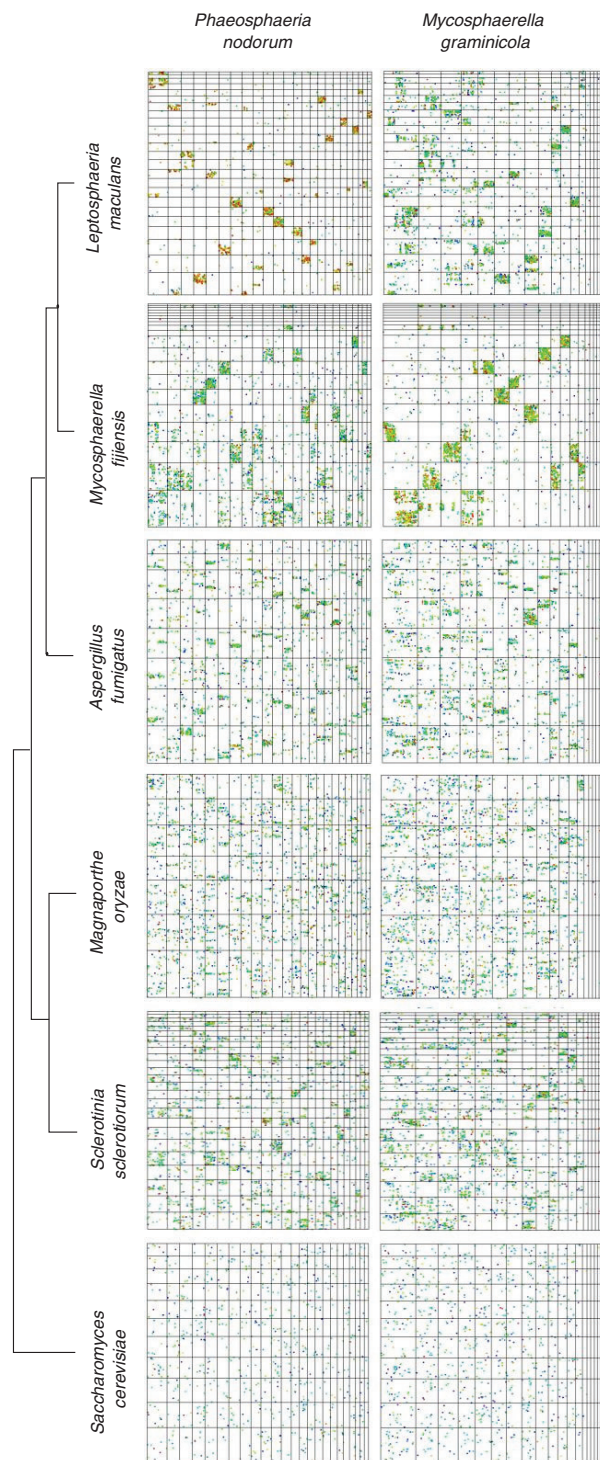 Phaeosphaeria
nodorum
Mycosphaerella
graminicola
Leptosphaeria
maculans
Mycosphaerella
fijiensis
Aspergillus
fumigatus
Magnaporthe
oryzae
Sclerotinia
sclerotiorum
Saccharomyces
cerevisiae